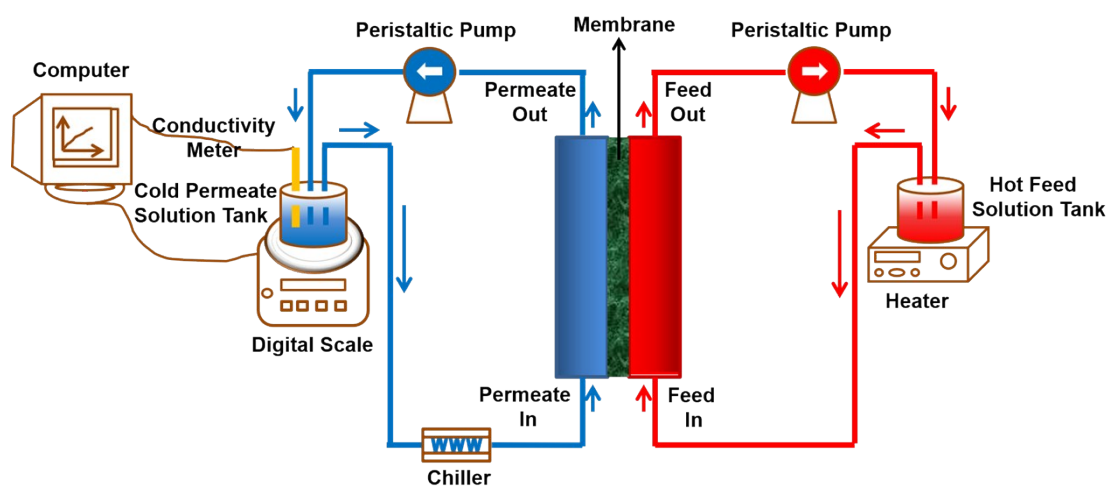 Membrane
Peristaltic Pump
Peristaltic Pump
Computer
Permeate
Out
Feed
Out
Conductivity
Meter
Cold Permeate
Solution Tank
Hot Feed
Solution Tank
Heater
Digital Scale
Permeate
In
Feed
In
WWW
Chiller